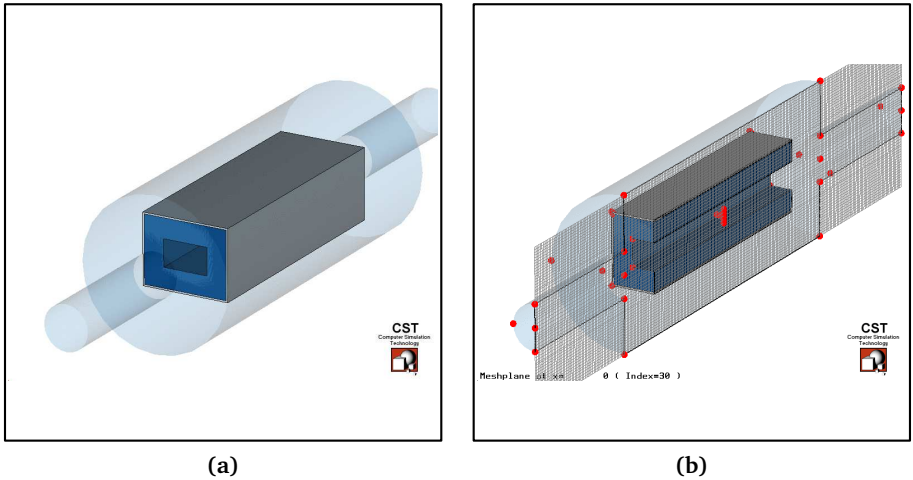 CST
Computer Simulation
Technology
CST
Computer Simulation
Technology
Meshplane at x= 0 ( Index=30 )
(a)
(b)